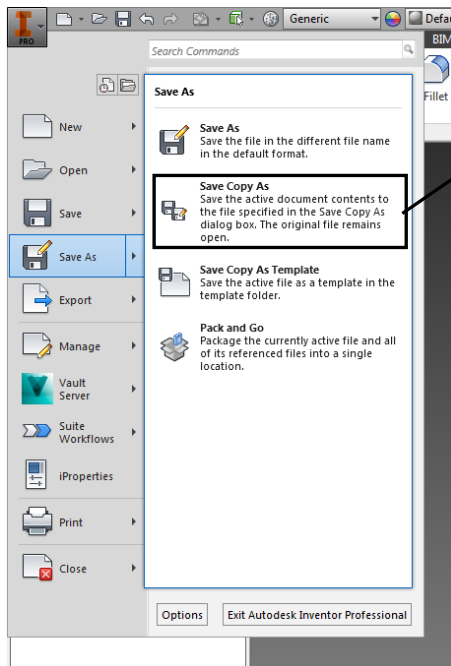 Generic
Defau
PRO
BIM
Search Commands
Fillet
Save As
New
Open
Save
Save As
Export
Manage
Vault
Server
Suite
Workflows
iProperties
Print
Close
Save As
Save the file in the different file name
in the default format.
Save Copy As
Save the active document contents to
the file specified in the Save Copy As
dialog box. The original file remains
open.
Save Copy As Template
Save the active file as a template in the
template folder.
Pack and Go
Package the currently active file and all
of its referenced files into a single
location.
Options
Exit Autodesk Inventor Professional